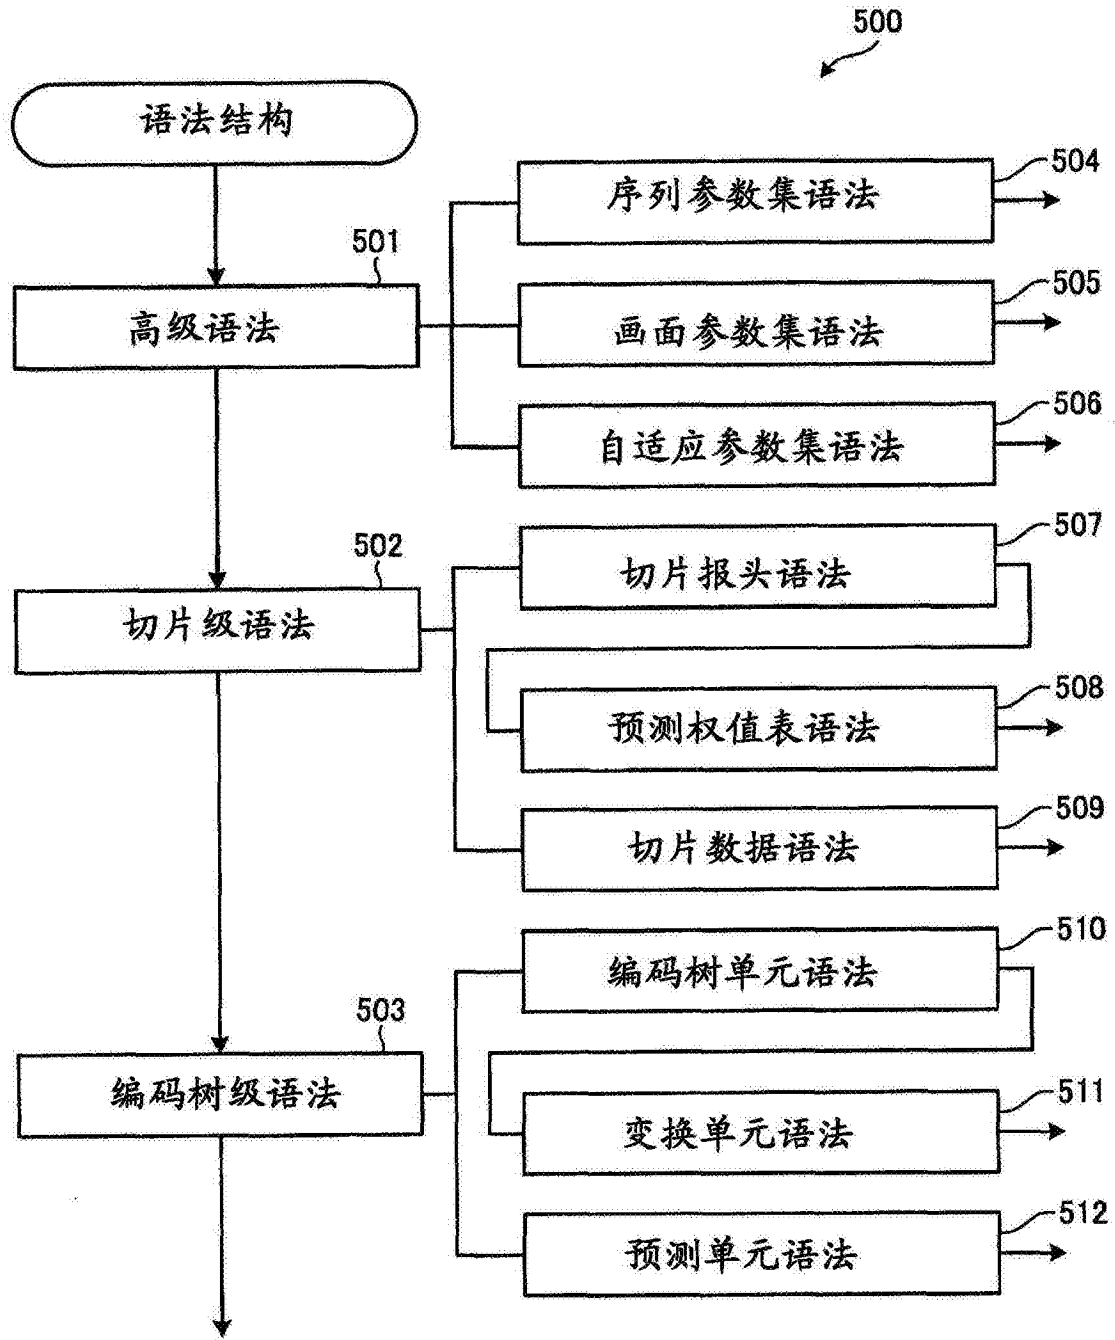 500
语法结构
504
序列参数集语法
501
505
高级语法
画面参数集语法
506
自适应参数集语法
507
502
切片报头语法
切片级语法
508
预测权值表语法
509
切片数据语法
510
编码树单元语法
503
编码树级语法
511
变换单元语法
512
预测单元语法